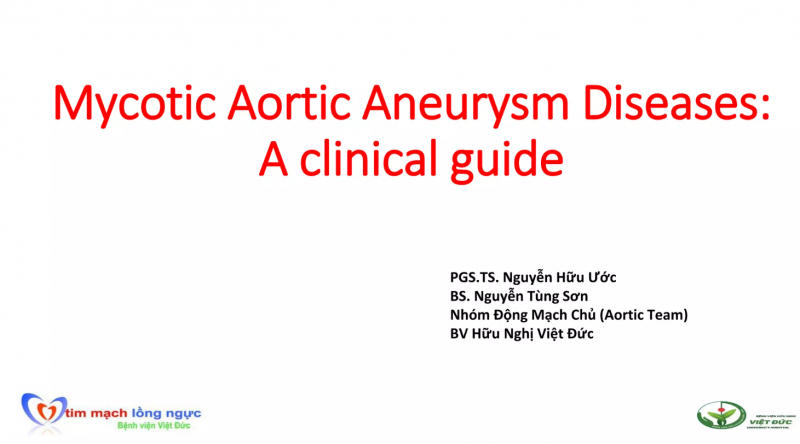 Mycotic Aortic Aneurysm Diseases:
A clinical guide
PGS.TS. Nguyễn Hữu Ước
BS. Nguyễn Tùng Sơn
Nhóm Động Mạch Chủ (Aortic Team)
BV Hữu Nghị Việt Đức
tim mạch lồng ngực
Bệnh viện Việt Đức
VIỆT ĐỨC